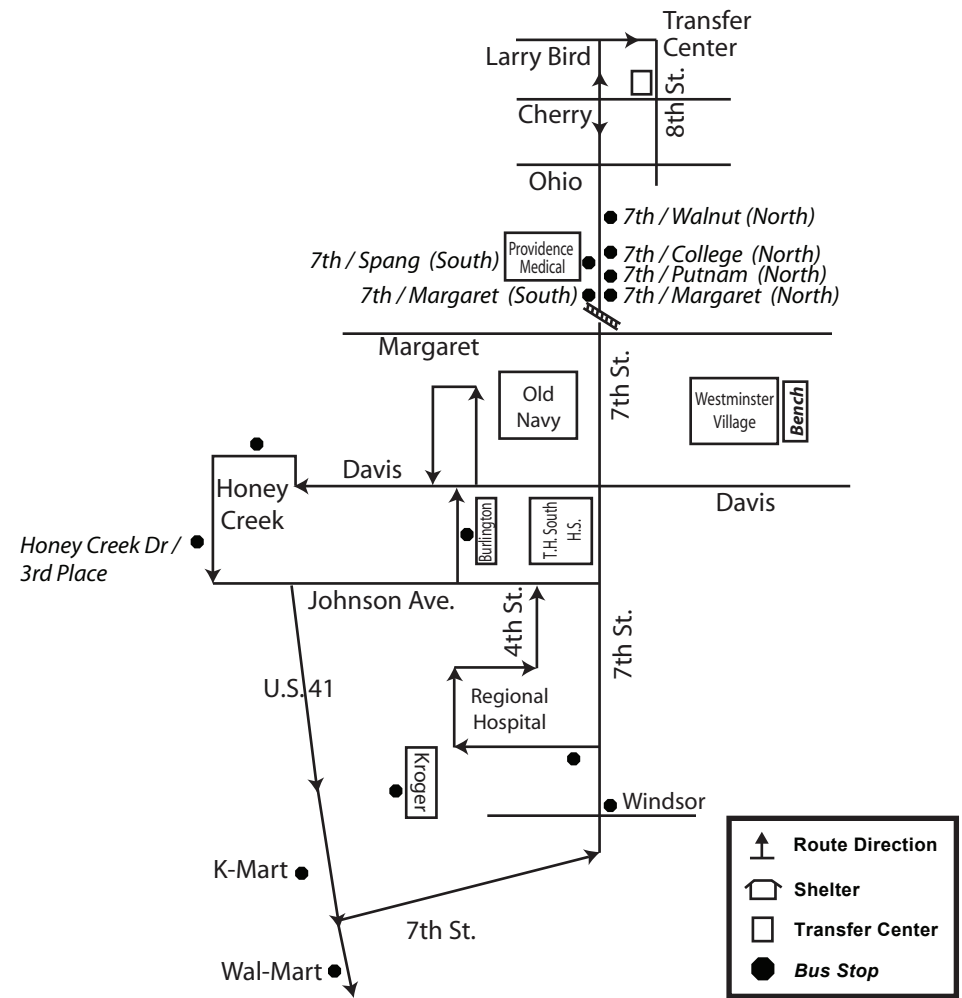 Transfer
Center
Larry Bird
8th St.
Cherry
Ohio
7th / Walnut (North)
Providence
Medical
7th / Spang (South)
7th / College (North)
7th / Putnam (North)
7th / Margaret (South)
7th / Margaret (North)
Margaret
7th St.
Old
Navy
Westminster
Village
Bench
Davis
Davis
Honey
Creek
Burlington
T.H. South
H.S.
Honey Creek Dr /
3rd Place
Johnson Ave.
4th St.
7th St.
U.S. 41
Regional
Hospital
Kroger
Windsor
K-Mart
7th St.
Wal-Mart
Route Direction
Shelter
Transfer Center
Bus Stop